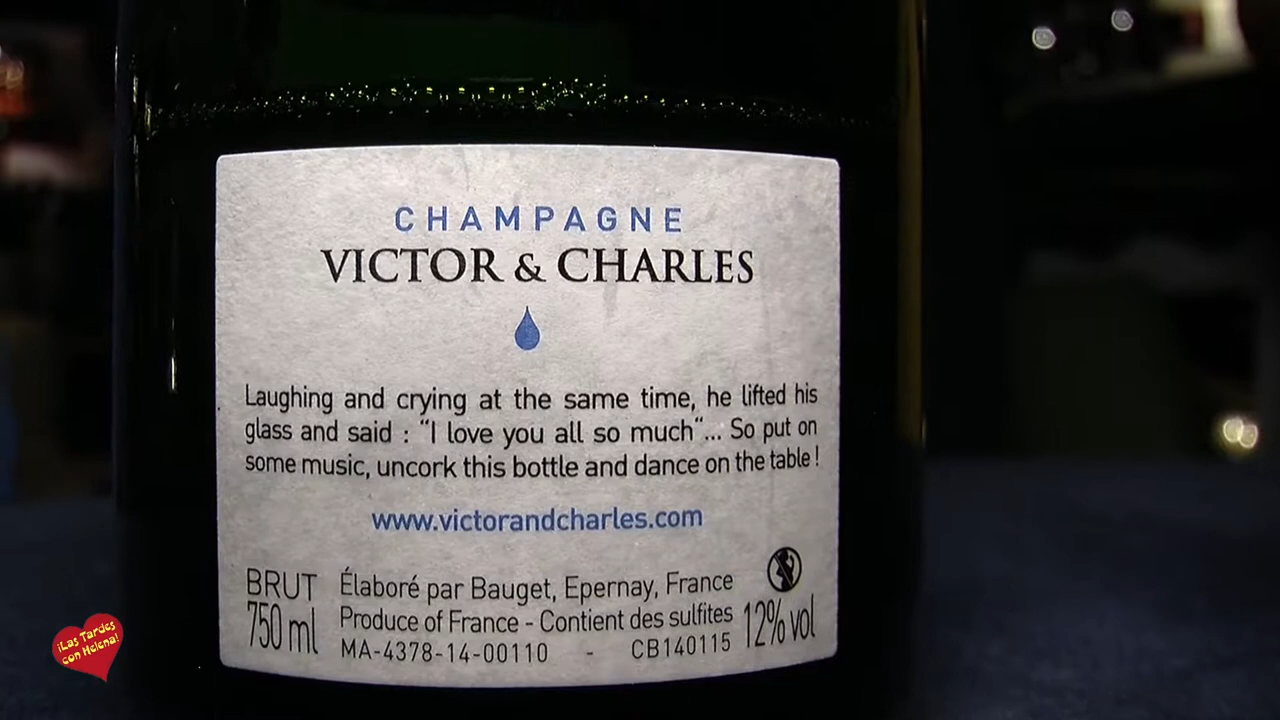 CHAMPAGNE
VICTOR & CHARLES
Laughing and crying at the same time, he lifted his
glass and said : “I love you all so much“... So put on
some music, uncork this bottle and dance on the table !
www.victorandcharles.com
BRUT
750 ml
Élaboré par Bauget, Epernay, France
Produce of France - Contient des sulfites
MA-4378-14-00110 - CB140115
12% vol
¡Las Tardes
con Helena!